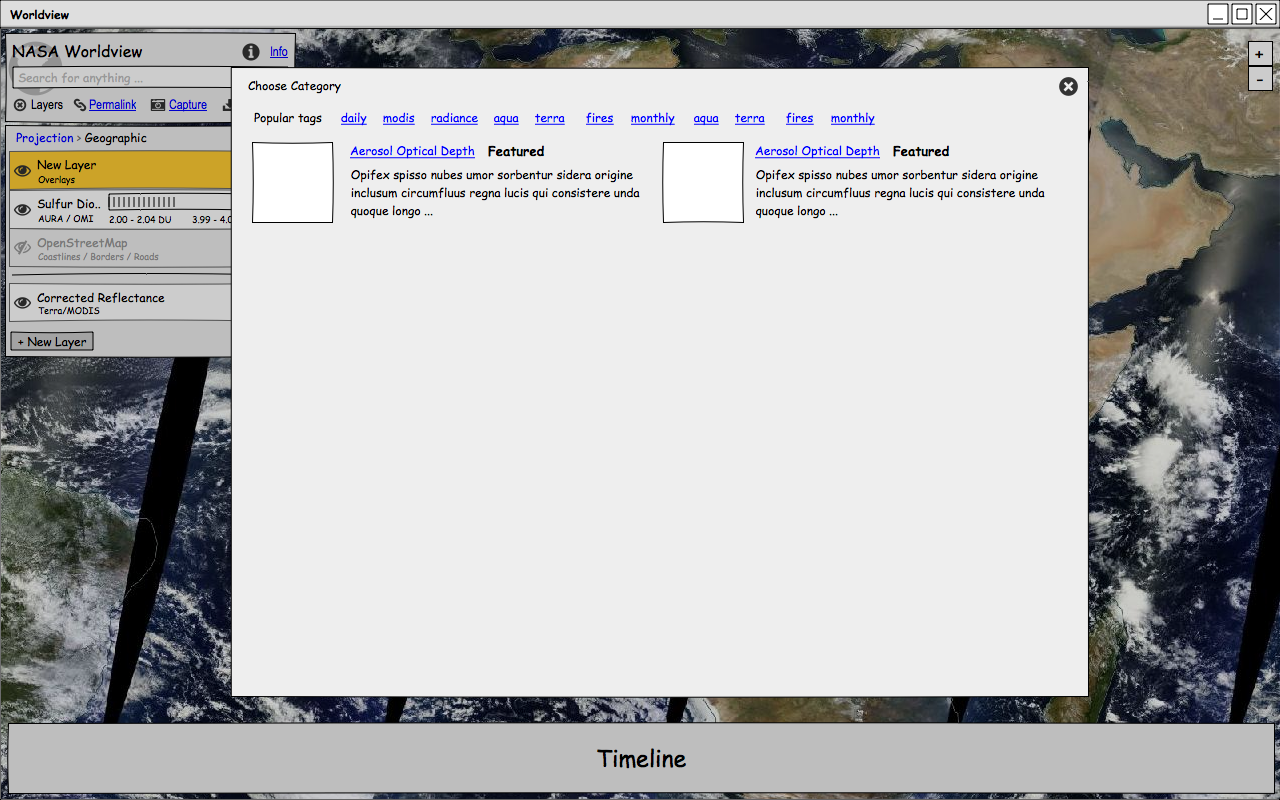 Worldview
NASA Worldview
Info
Search for anything ...
Layers Permalink Capture
Projection > Geographic
New Layer
Overlays
Sulfur Dio..
AURA / OMI 2.00 - 2.04 DU 3.99 - 4.0
OpenStreetMap
Coastlines / Borders / Roads
Corrected Reflectance
Terra/MODIS
+ New Layer
Choose Category
Popular tags daily modis radiance aqua terra fires monthly aqua terra fires monthly
Aerosol Optical Depth Featured
Opifex spisso nubes umor sorbentur sidera origine
inclusum circumfluus regna lucis qui consistere unda
quoque longo ...
Aerosol Optical Depth Featured
Opifex spisso nubes umor sorbentur sidera origine
inclusum circumfluus regna lucis qui consistere unda
quoque longo ...
+
-
Timeline